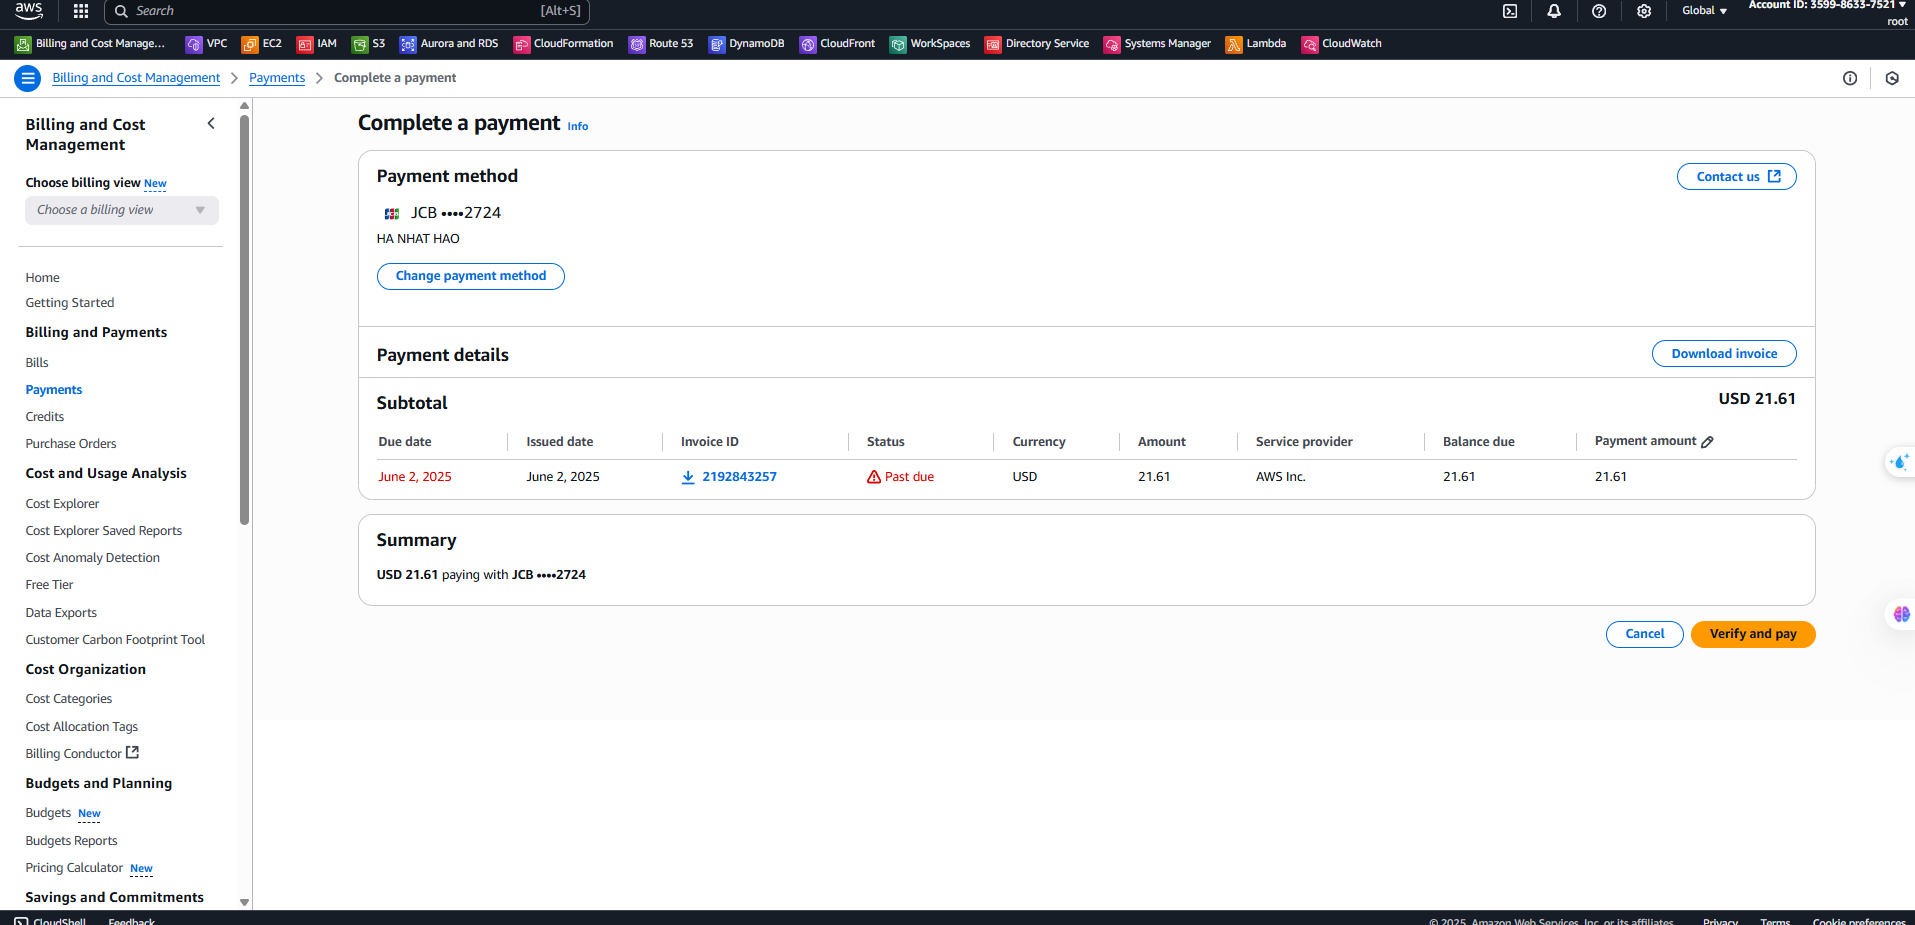 aws
Search [Alt+S]
Global
Account ID: 3599-8633-7521
root
Billing and Cost Manage... VPC EC2 IAM S3 Aurora and RDS CloudFormation Route 53 DynamoDB CloudFront WorkSpaces Directory Service Systems Manager Lambda CloudWatch
Billing and Cost Management > Payments > Complete a payment
Billing and Cost
Management
Choose billing view New
Choose a billing view
Home
Getting Started
Billing and Payments
Bills
Payments
Credits
Purchase Orders
Cost and Usage Analysis
Cost Explorer
Cost Explorer Saved Reports
Cost Anomaly Detection
Free Tier
Data Exports
Customer Carbon Footprint Tool
Cost Organization
Cost Categories
Cost Allocation Tags
Billing Conductor
Budgets and Planning
Budgets New
Budgets Reports
Pricing Calculator New
Savings and Commitments
Complete a payment Info
Payment method
Contact us
JCB ••••2724
HA NHAT HAO
Change payment method
Payment details
Download invoice
Subtotal
USD 21.61
Due date Issued date Invoice ID Status Currency Amount Service provider Balance due Payment amount
June 2, 2025 June 2, 2025 2192843257 Past due USD 21.61 AWS Inc. 21.61 21.61
Summary
USD 21.61 paying with JCB ••••2724
Cancel Verify and pay
CloudShell Feedback
© 2025, Amazon Web Services, Inc. or its affiliates. Privacy Terms Cookie preferences